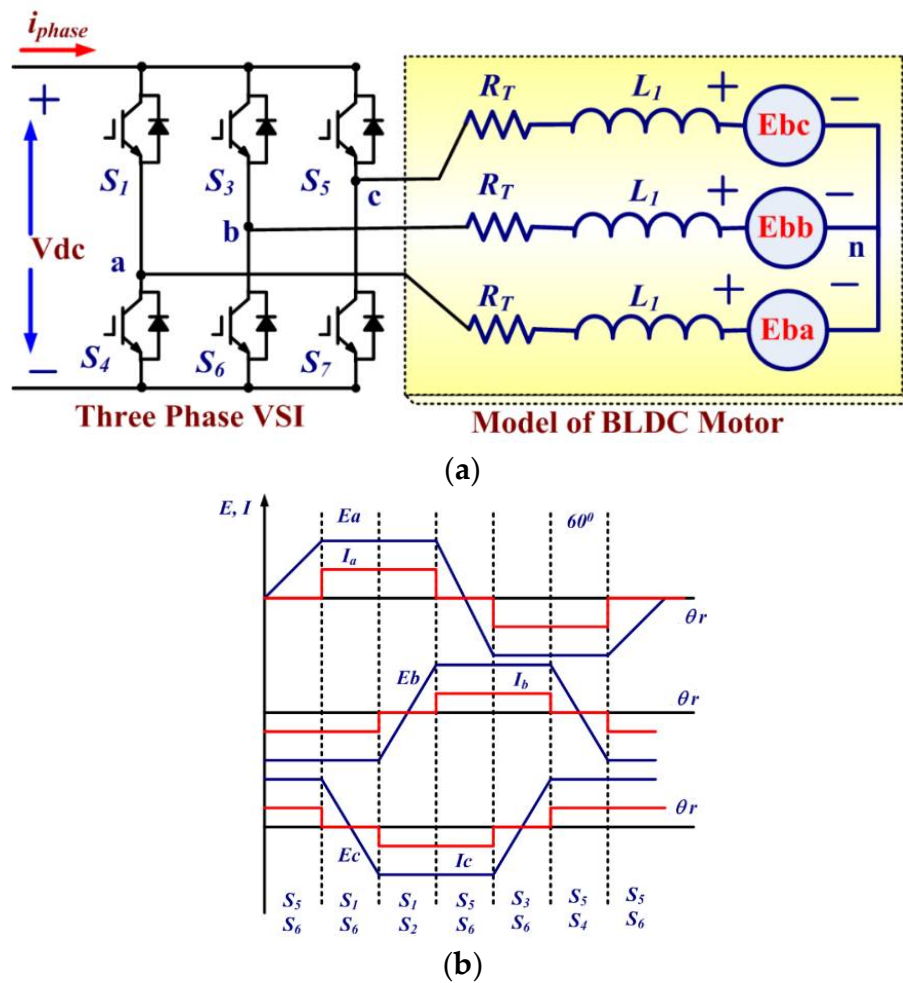 iphase
+
Vdc
−
S1 S3 S5
a b c
S4 S6 S7
RT L1 + Ebc −
RT L1 + Ebb −
n
RT L1 + Eba −
Three Phase VSI
Model of BLDC Motor
(a)
E, I
Ea
60⁰
Ia
θr
Eb
Ib
θr
θr
Ec
Ic
S5 S1 S1 S5 S3 S5 S5
S6 S6 S2 S6 S6 S4 S6
(b)